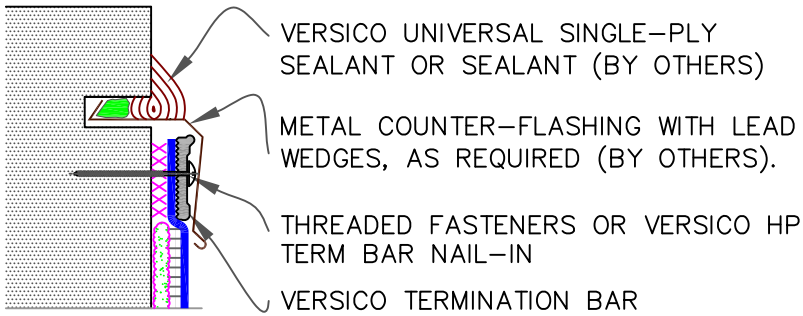 VERSICO UNIVERSAL SINGLE-PLY
SEALANT OR SEALANT (BY OTHERS)
METAL COUNTER-FLASHING WITH LEAD
WEDGES, AS REQUIRED (BY OTHERS).
THREADED FASTENERS OR VERSICO HP
TERM BAR NAIL-IN
VERSICO TERMINATION BAR